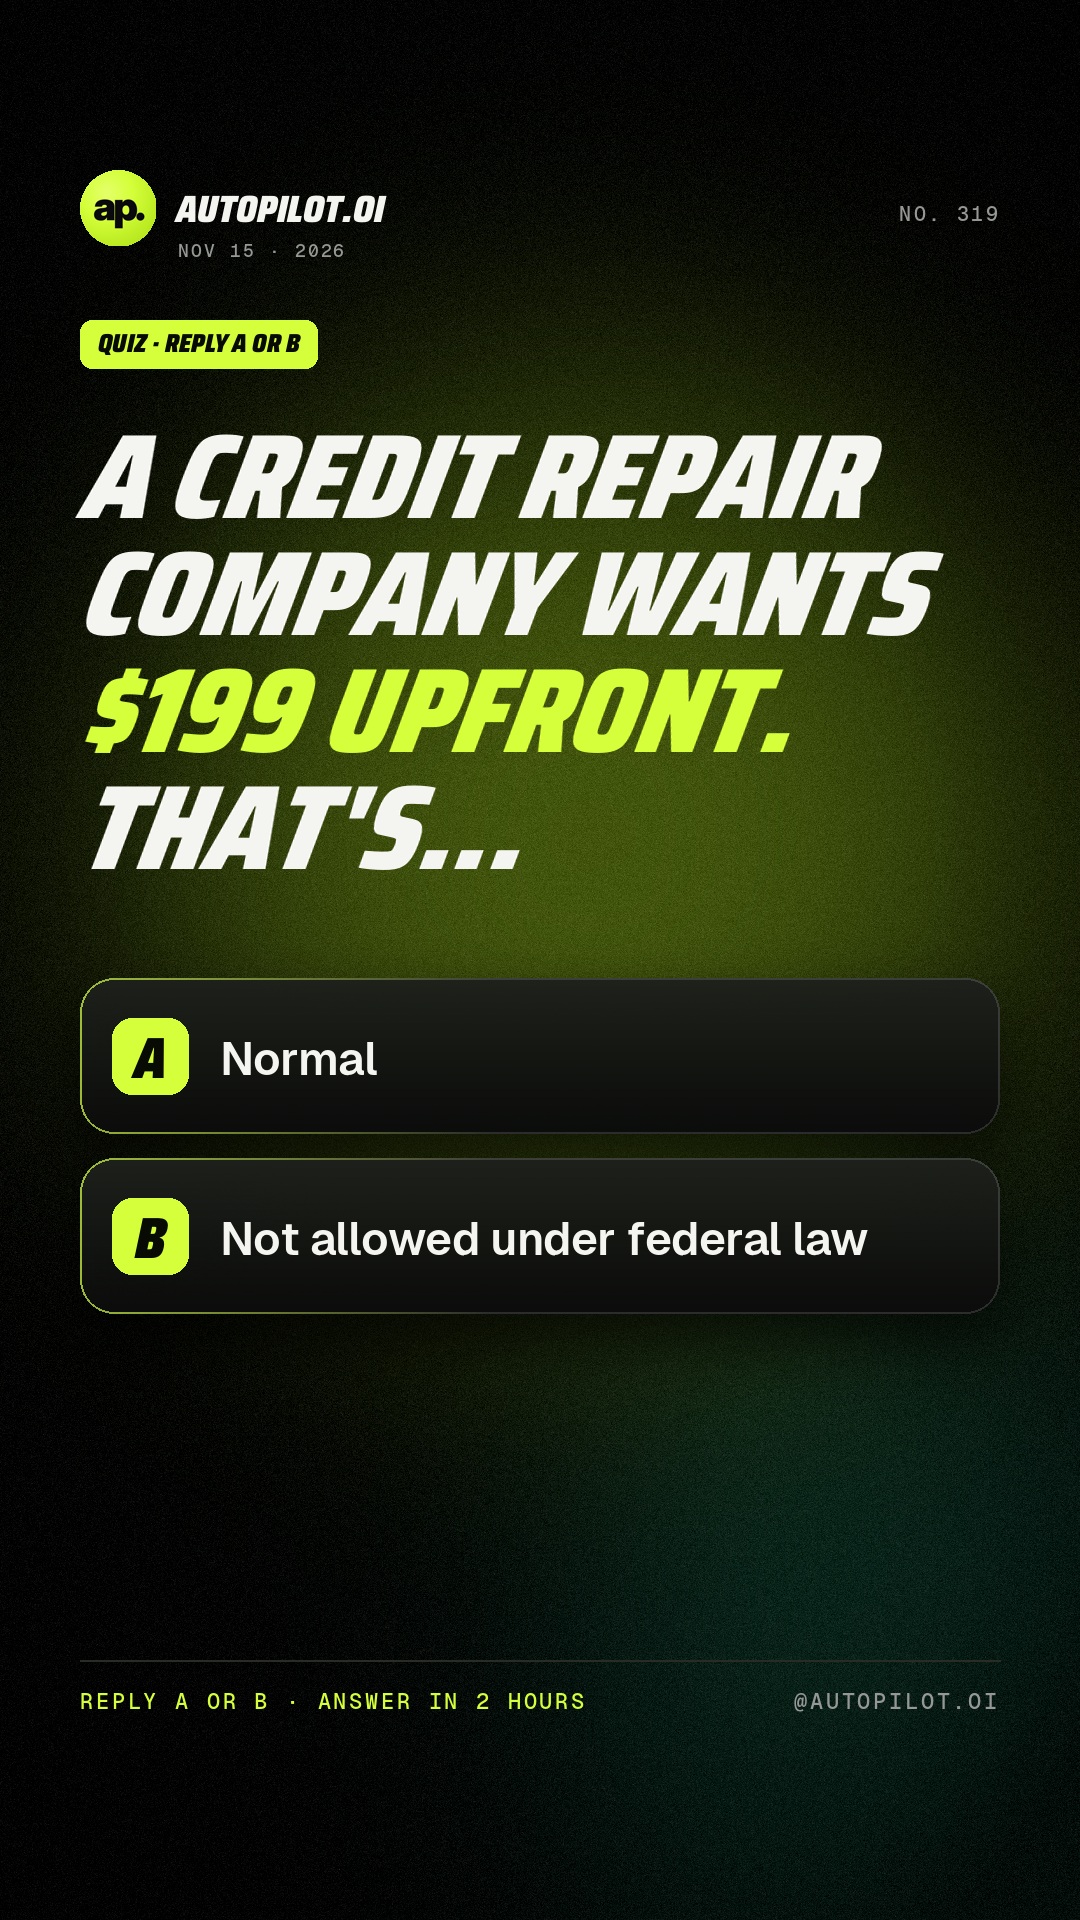 ap.
AUTOPILOT.OI
NO. 319
NOV 15 · 2026
QUIZ · REPLY A OR B
A CREDIT REPAIR
COMPANY WANTS
$199 UPFRONT.
THAT'S...
A Normal
B Not allowed under federal law
REPLY A OR B · ANSWER IN 2 HOURS
@AUTOPILOT.OI